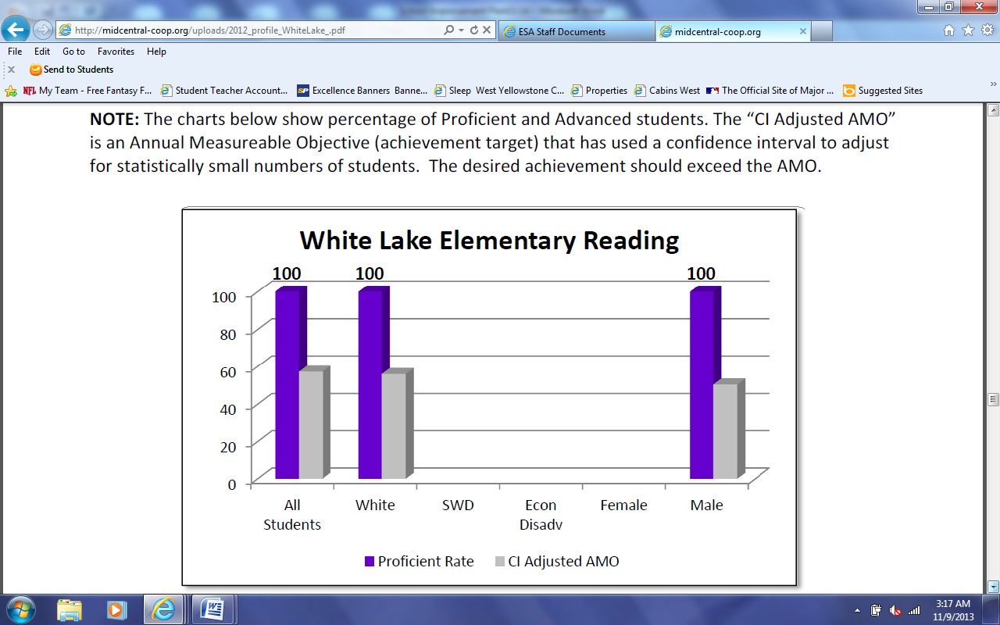 http://midcentral-coop.org/uploads/2012_profile_WhiteLake_.pdf
ESA Staff Documents
midcentral-coop.org
File Edit Go to Favorites Help
x Send to Students
NFL My Team - Free Fantasy F... Student Teacher Account... SP Excellence Banners Banne... Sleep West Yellowstone C... Properties Cabins West The Official Site of Major ... Suggested Sites
NOTE: The charts below show percentage of Proficient and Advanced students. The “CI Adjusted AMO”
is an Annual Measureable Objective (achievement target) that has used a confidence interval to adjust
for statistically small numbers of students. The desired achievement should exceed the AMO.
White Lake Elementary Reading
100 100 100
100
80
60
40
20
0
All Students
White
SWD
Econ Disadv
Female
Male
Proficient Rate CI Adjusted AMO
3:17 AM
11/9/2013